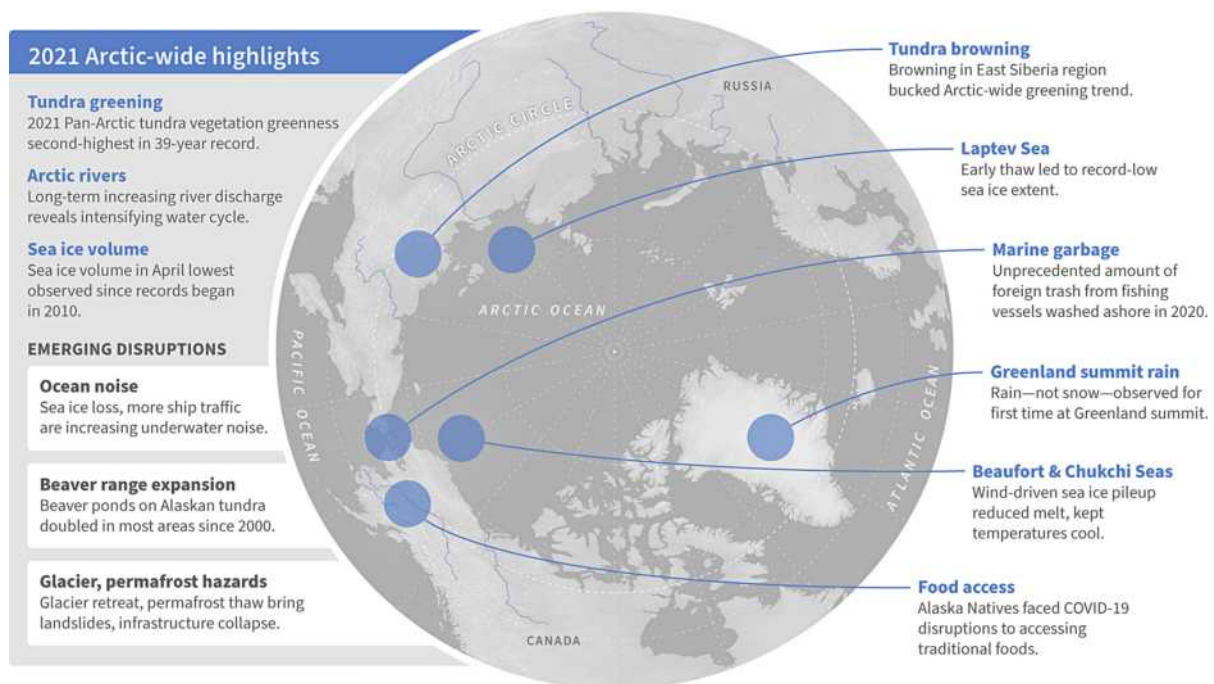 2021 Arctic-wide highlights
Tundra greening
2021 Pan-Arctic tundra vegetation greenness
second-highest in 39-year record.
Arctic rivers
Long-term increasing river discharge
reveals intensifying water cycle.
Sea ice volume
Sea ice volume in April lowest
observed since records began
in 2010.
EMERGING DISRUPTIONS
Ocean noise
Sea ice loss, more ship traffic
are increasing underwater noise.
Beaver range expansion
Beaver ponds on Alaskan tundra
doubled in most areas since 2000.
Glacier, permafrost hazards
Glacier retreat, permafrost thaw bring
landslides, infrastructure collapse.
ARCTIC CIRCLE
RUSSIA
ARCTIC OCEAN
PACIFIC OCEAN
ATLANTIC OCEAN
CANADA
Tundra browning
Browning in East Siberia region
bucked Arctic-wide greening trend.
Laptev Sea
Early thaw led to record-low
sea ice extent.
Marine garbage
Unprecedented amount of
foreign trash from fishing
vessels washed ashore in 2020.
Greenland summit rain
Rain—not snow—observed for
first time at Greenland summit.
Beaufort & Chukchi Seas
Wind-driven sea ice pileup
reduced melt, kept
temperatures cool.
Food access
Alaska Natives faced COVID-19
disruptions to accessing
traditional foods.